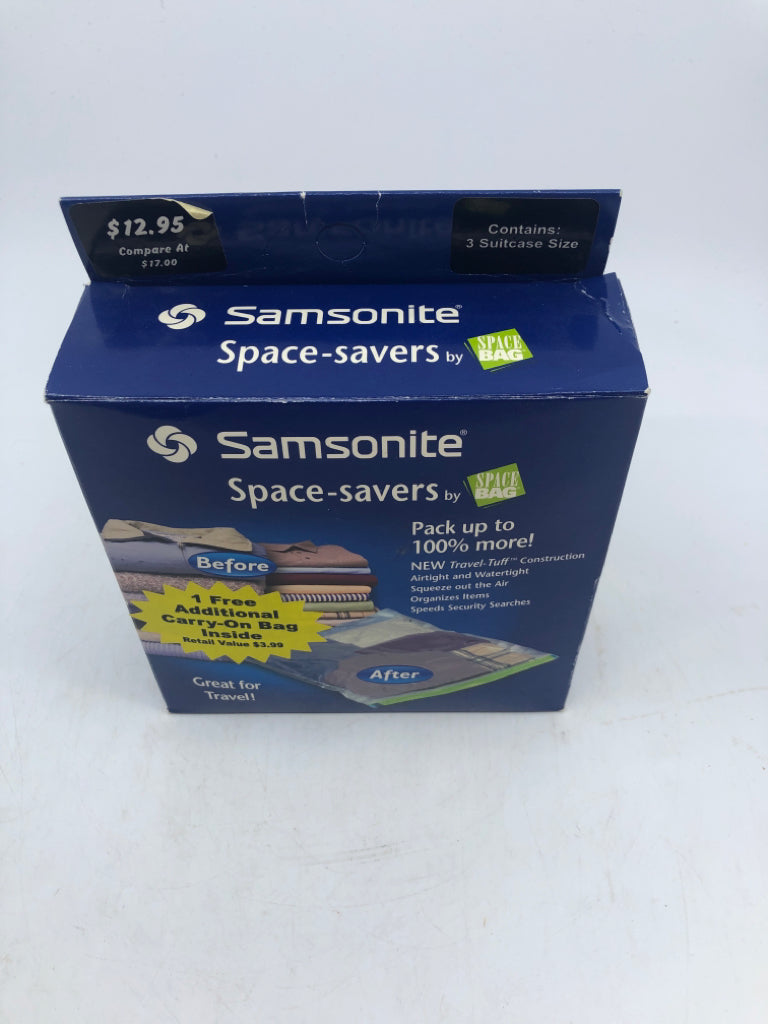 $12.95
Compare At
$17.00
Contains:
3 Suitcase Size
Samsonite®
Space-savers by SPACE BAG
Samsonite®
Space-savers by SPACE BAG
Pack up to
100% more!
NEW Travel-Tuff™ Construction
Airtight and Watertight
Squeeze out the Air
Organizes Items
Speeds Security Searches
Before
1 Free
Additional
Carry-On Bag
Inside
Retail Value $3.99
After
Great for
Travel!